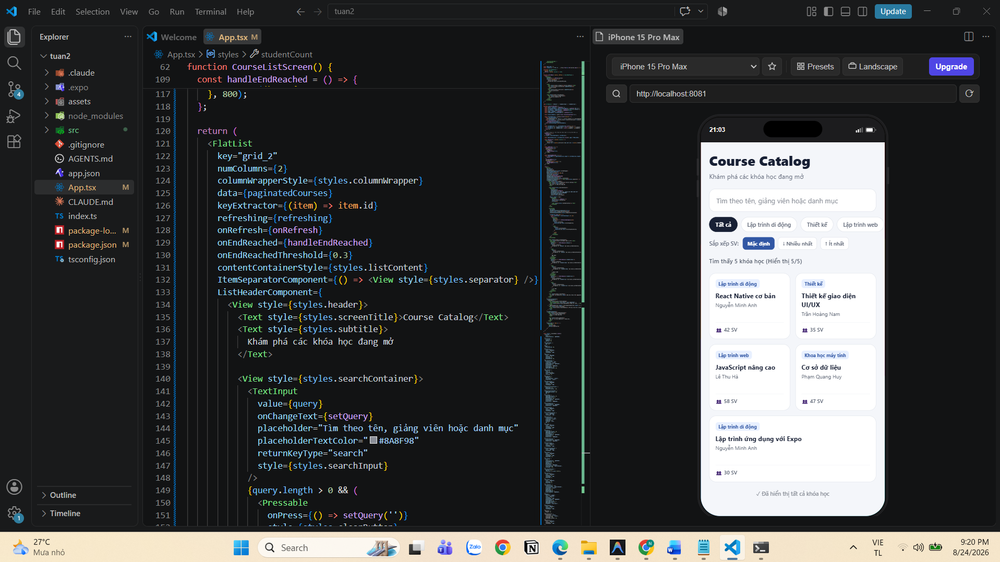 File Edit Selection View Go Run Terminal Help
tuan2
Update
Explorer
tuan2
.claude
.expo
assets
node_modules
src
.gitignore
AGENTS.md
app.json
App.tsx M
CLAUDE.md
index.ts
package-lo... M
package.json M
tsconfig.json
Outline
Timeline
4
1
Welcome
App.tsx M
App.tsx > styles > studentCount
62 function CourseListScreen() {
109 const handleEndReached = () => {
117 }, 800);
118 };
119
120 return (
121 <FlatList
122 key="grid_2"
123 numColumns={2}
124 columnWrapperStyle={styles.columnWrapper}
125 data={paginatedCourses}
126 keyExtractor={(item) => item.id}
127 refreshing={refreshing}
128 onRefresh={onRefresh}
129 onEndReached={handleEndReached}
130 onEndReachedThreshold={0.3}
131 contentContainerStyle={styles.listContent}
132 ItemSeparatorComponent={() => <View style={styles.separator} />}
133 ListHeaderComponent={
134 <View style={styles.header}>
135 <Text style={styles.screenTitle}>Course Catalog</Text>
136 <Text style={styles.subtitle}>
137 Khám phá các khóa học đang mở
138 </Text>
139
140 <View style={styles.searchContainer}>
141 <TextInput
142 value={query}
143 onChangeText={setQuery}
144 placeholder="Tìm theo tên, giảng viên hoặc danh mục"
145 placeholderTextColor="#8A8F98"
146 returnKeyType="search"
147 style={styles.searchInput}
148 />
149 {query.length > 0 && (
150 <Pressable
151 onPress={() => setQuery('')}
iPhone 15 Pro Max
iPhone 15 Pro Max
Presets
Landscape
Upgrade
http://localhost:8081
21:03
Course Catalog
Khám phá các khóa học đang mở
Tìm theo tên, giảng viên hoặc danh mục
Tất cả
Lập trình di động
Thiết kế
Lập trình web
Sắp xếp SV: Mặc định ↓ Nhiều nhất ↑ Ít nhất
Tìm thấy 5 khóa học (Hiển thị 5/5)
Lập trình di động
React Native cơ bản
Nguyễn Minh Anh
42 SV
Thiết kế
Thiết kế giao diện
UI/UX
Trần Hoàng Nam
35 SV
Lập trình web
JavaScript nâng cao
Lê Thu Hà
58 SV
Khoa học máy tính
Cơ sở dữ liệu
Phạm Quang Huy
47 SV
Lập trình di động
Lập trình ứng dụng với Expo
Nguyễn Minh Anh
30 SV
✓ Đã hiển thị tất cả khóa học
27°C
Mưa nhỏ
Search
Zalo
VIE
TL
9:20 PM
8/24/2026